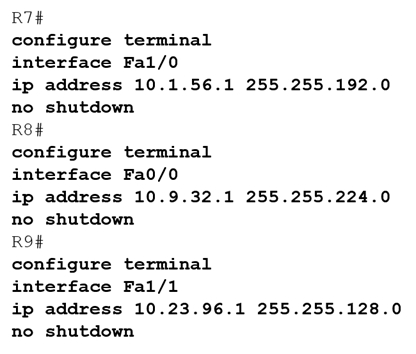 R7#
configure terminal
interface Fa1/0
ip address 10.1.56.1 255.255.192.0
no shutdown
R8#
configure terminal
interface Fa0/0
ip address 10.9.32.1 255.255.224.0
no shutdown
R9#
configure terminal
interface Fa1/1
ip address 10.23.96.1 255.255.128.0
no shutdown